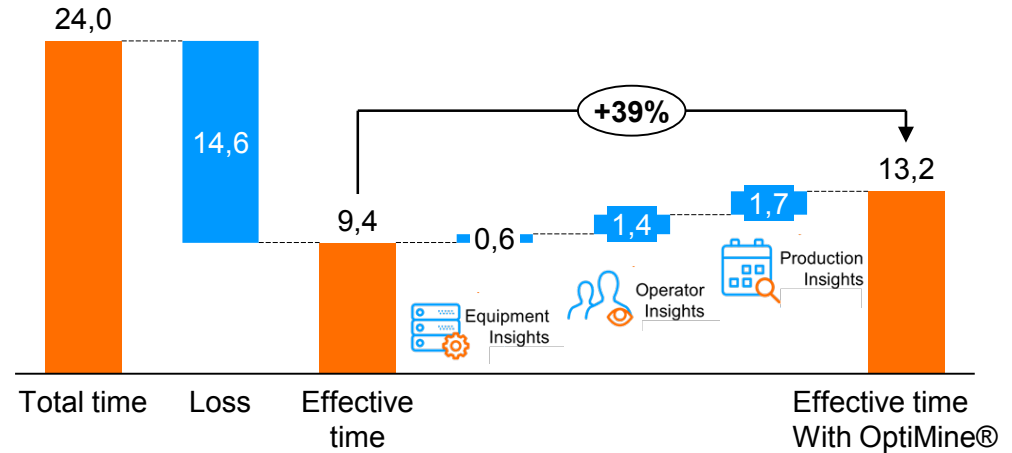 24,0
+39%
14,6
13,2
9,4
0,6
1,4
1,7
Equipment
Insights
Operator
Insights
Production
Insights
Total time
Loss
Effective
time
Effective time
With OptiMine®